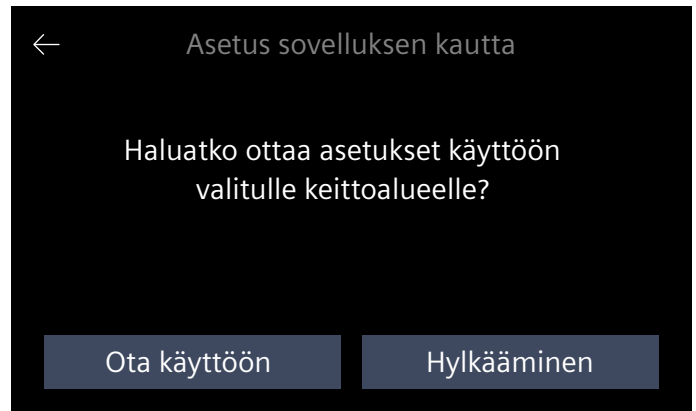 Asetus sovelluksen kautta
Haluatko ottaa asetukset käyttöön
valitulle keittoalueelle?
Ota käyttöön
Hylkääminen